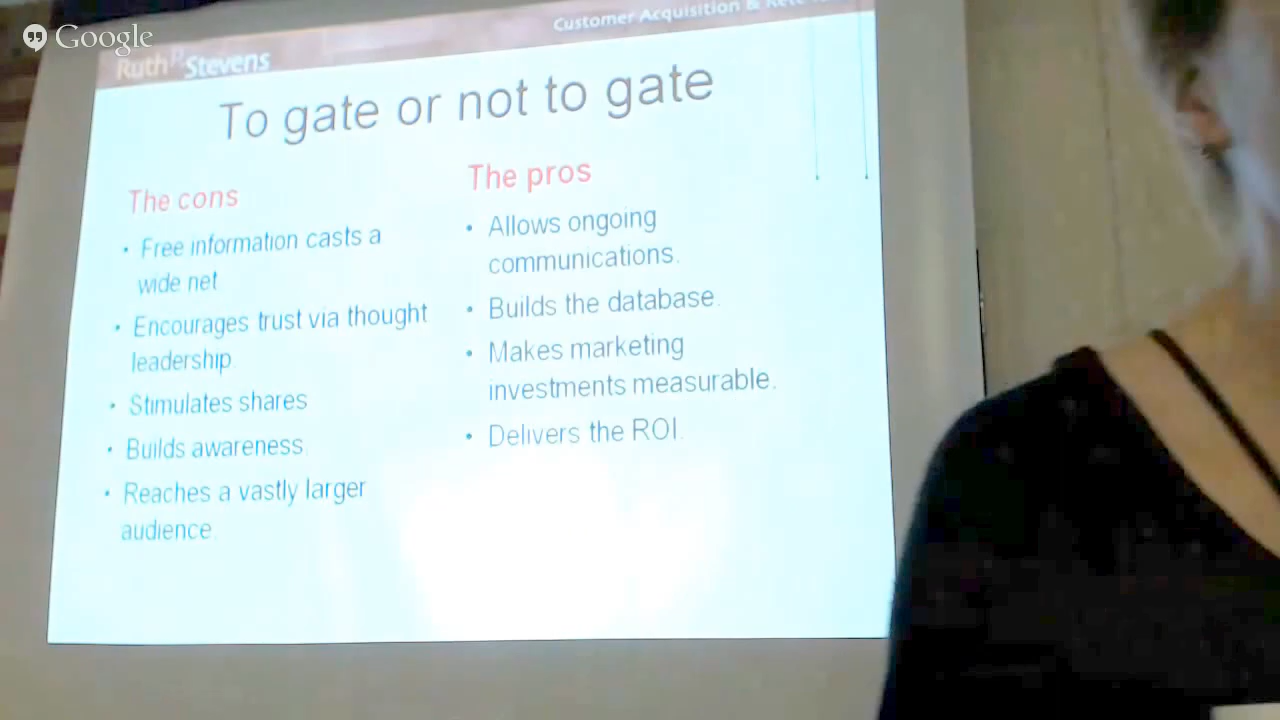 Google
Customer Acquisition &
Ruth P. Stevens
To gate or not to gate
The cons
• Free information casts a
wide net
• Encourages trust via thought
leadership.
• Stimulates shares
• Builds awareness.
• Reaches a vastly larger
audience.
The pros
• Allows ongoing
communications.
• Builds the database.
• Makes marketing
investments measurable.
• Delivers the ROI.